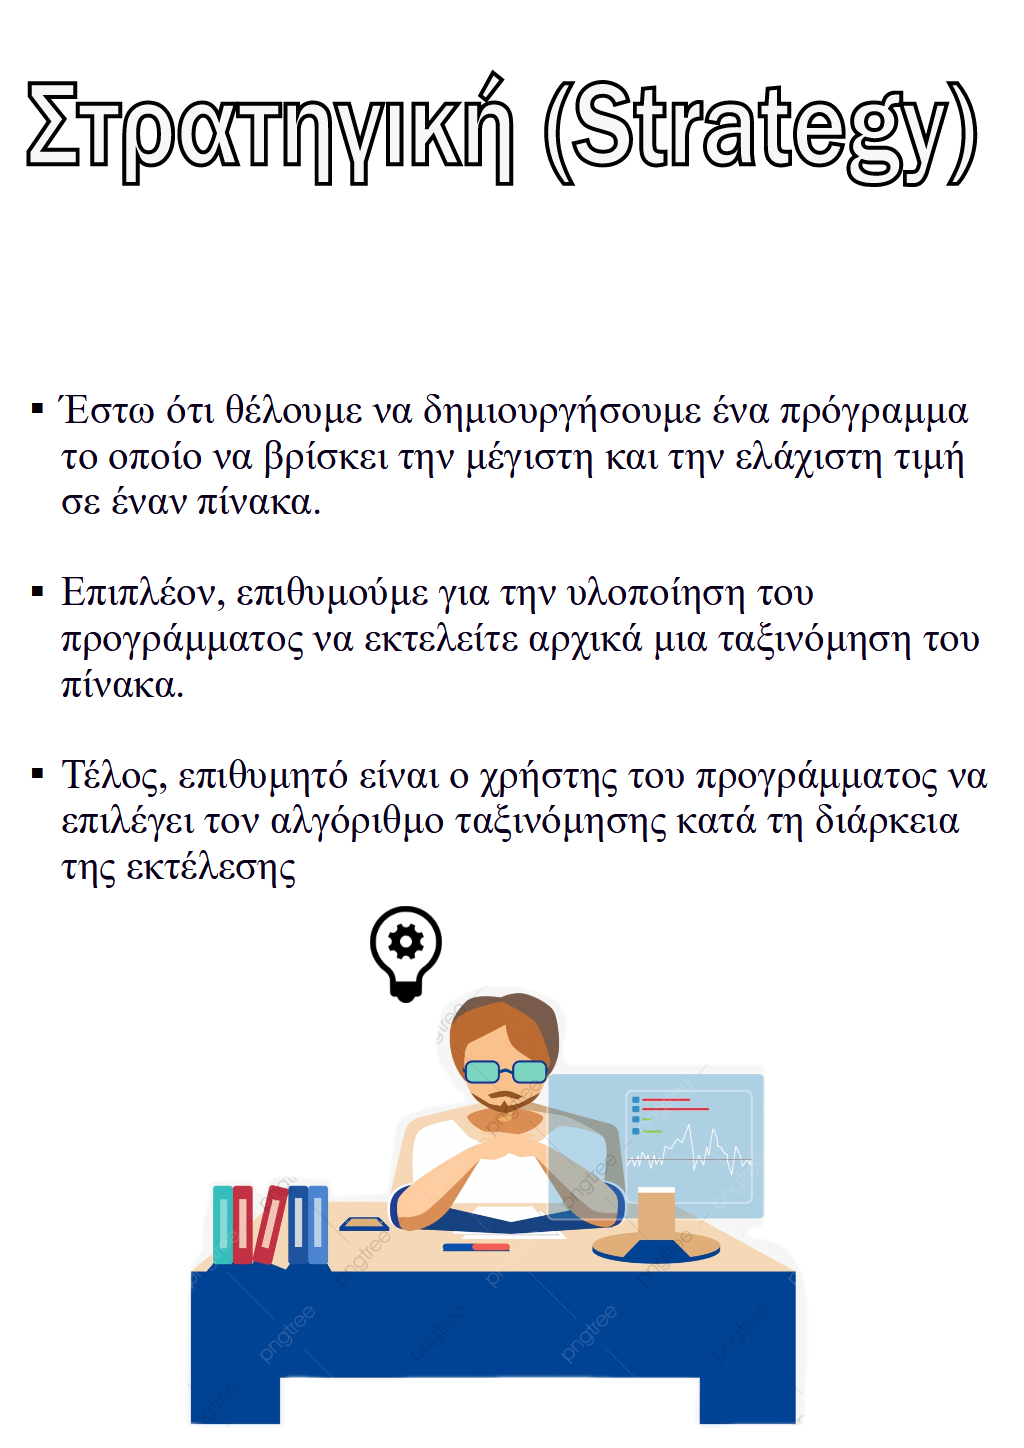 Στρατηγική (Strategy)
▪ Έστω ότι θέλουμε να δημιουργήσουμε ένα πρόγραμμα
το οποίο να βρίσκει την μέγιστη και την ελάχιστη τιμή
σε έναν πίνακα.
▪ Επιπλέον, επιθυμούμε για την υλοποίηση του
προγράμματος να εκτελείτε αρχικά μια ταξινόμηση του
πίνακα.
▪ Τέλος, επιθυμητό είναι ο χρήστης του προγράμματος να
επιλέγει τον αλγόριθμο ταξινόμησης κατά τη διάρκεια
της εκτέλεσης
pngtree
pngtree
pngtree
pngtree
pngtree
pngtree
pngtree
pngtree